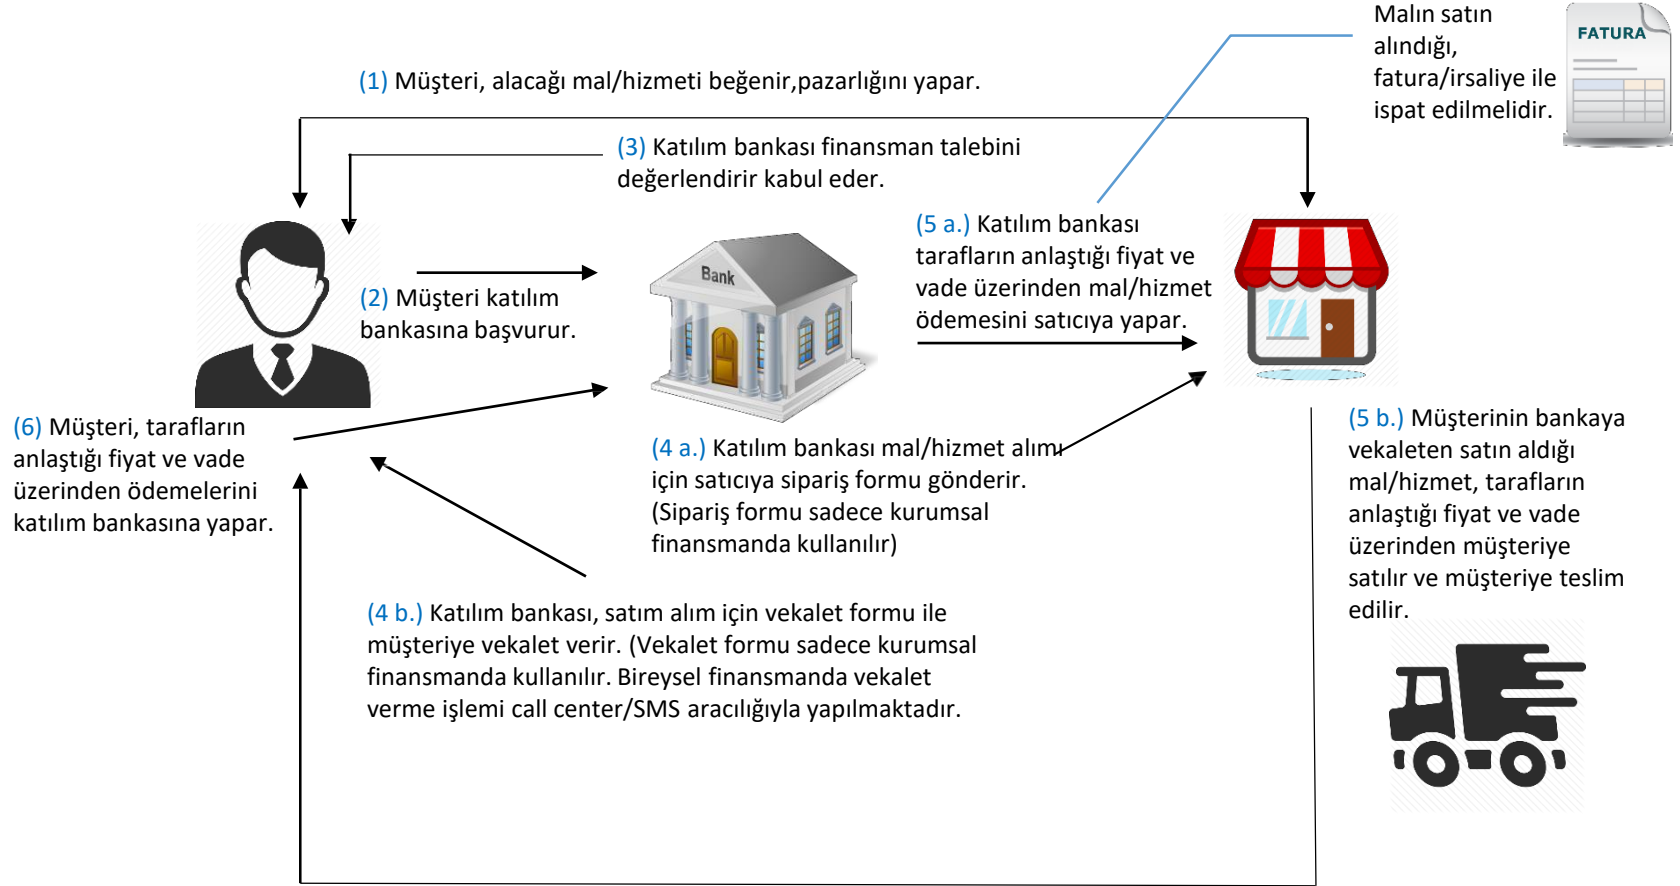 (1) Müşteri, alacağı mal/hizmeti beğenir,pazarlığını yapar.
Malın satın
alındığı,
fatura/irsaliye ile
ispat edilmelidir.
FATURA
(3) Katılım bankası finansman talebini
değerlendirir kabul eder.
(2) Müşteri katılım
bankasına başvurur.
Bank
(5 a.) Katılım bankası
tarafların anlaştığı fiyat ve
vade üzerinden mal/hizmet
ödemesini satıcıya yapar.
(6) Müşteri, tarafların
anlaştığı fiyat ve vade
üzerinden ödemelerini
katılım bankasına yapar.
(4 a.) Katılım bankası mal/hizmet alımı
için satıcıya sipariş formu gönderir.
(Sipariş formu sadece kurumsal
finansmanda kullanılır)
(5 b.) Müşterinin bankaya
vekaleten satın aldığı
mal/hizmet, tarafların
anlaştığı fiyat ve vade
üzerinden müşteriye
satılır ve müşteriye teslim
edilir.
(4 b.) Katılım bankası, satım alım için vekalet formu ile
müşteriye vekalet verir. (Vekalet formu sadece kurumsal
finansmanda kullanılır. Bireysel finansmanda vekalet
verme işlemi call center/SMS aracılığıyla yapılmaktadır.